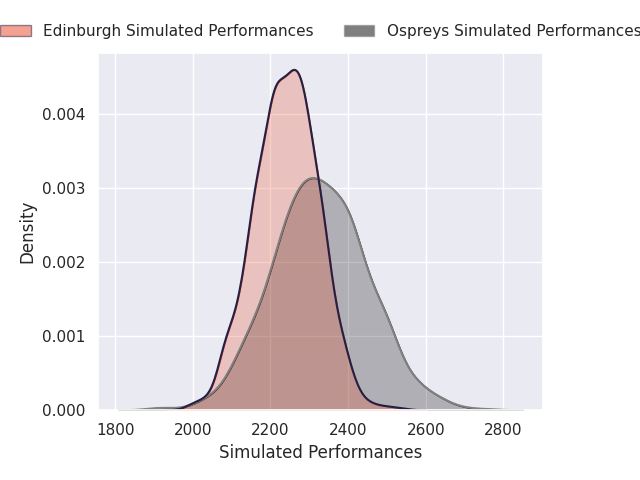 Edinburgh Simulated Performances Ospreys Simulated Performances
0.004
0.003
0.002
0.001
0.000
Density
1800 2000 2200 2400 2600 2800
Simulated Performances